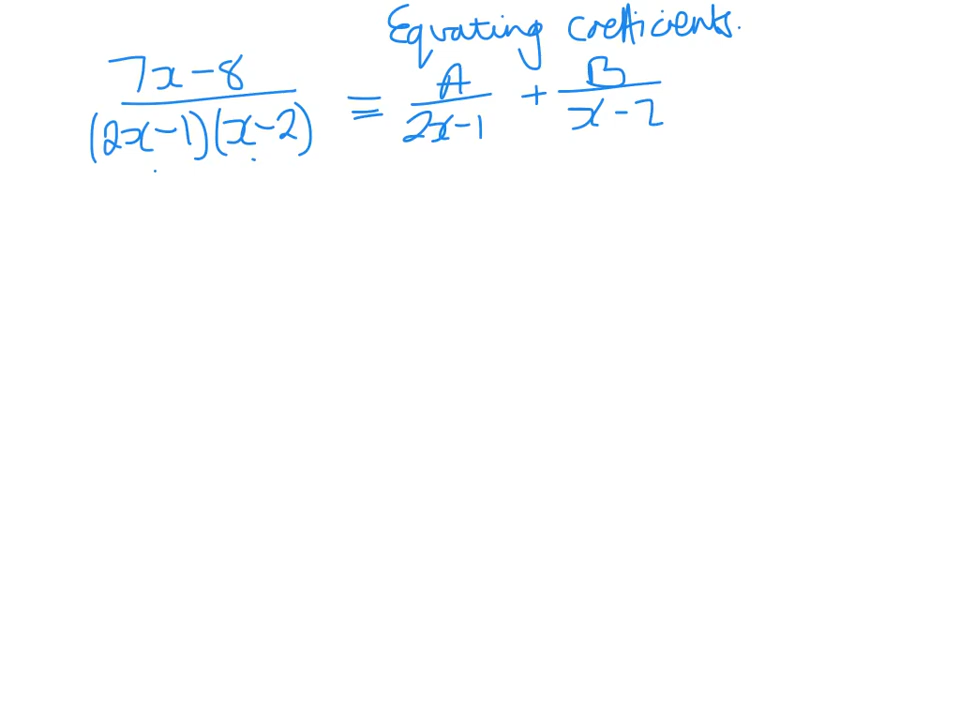 Equating coefficients.
7x-8/(2x-1)(x-2) ≡ A/2x-1 + B/x-2